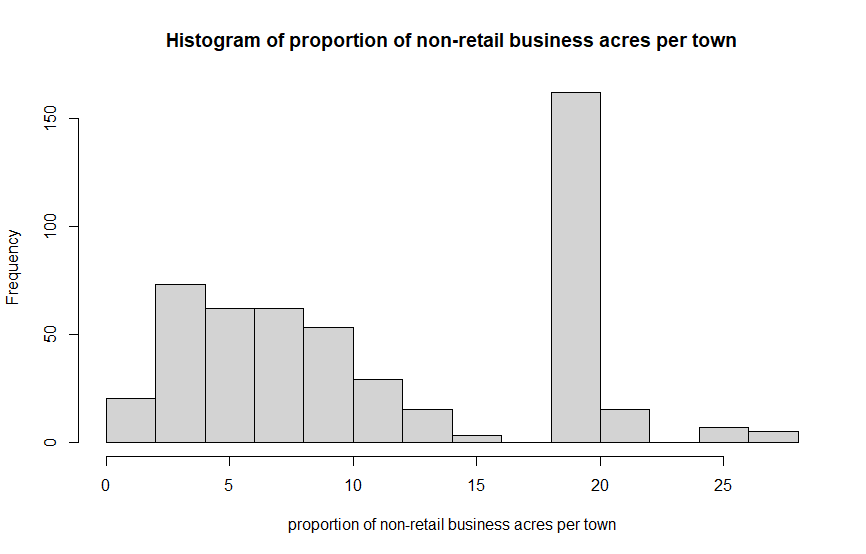 Histogram of proportion of non-retail business acres per town
Frequency
150
100
50
0
0 5 10 15 20 25
proportion of non-retail business acres per town